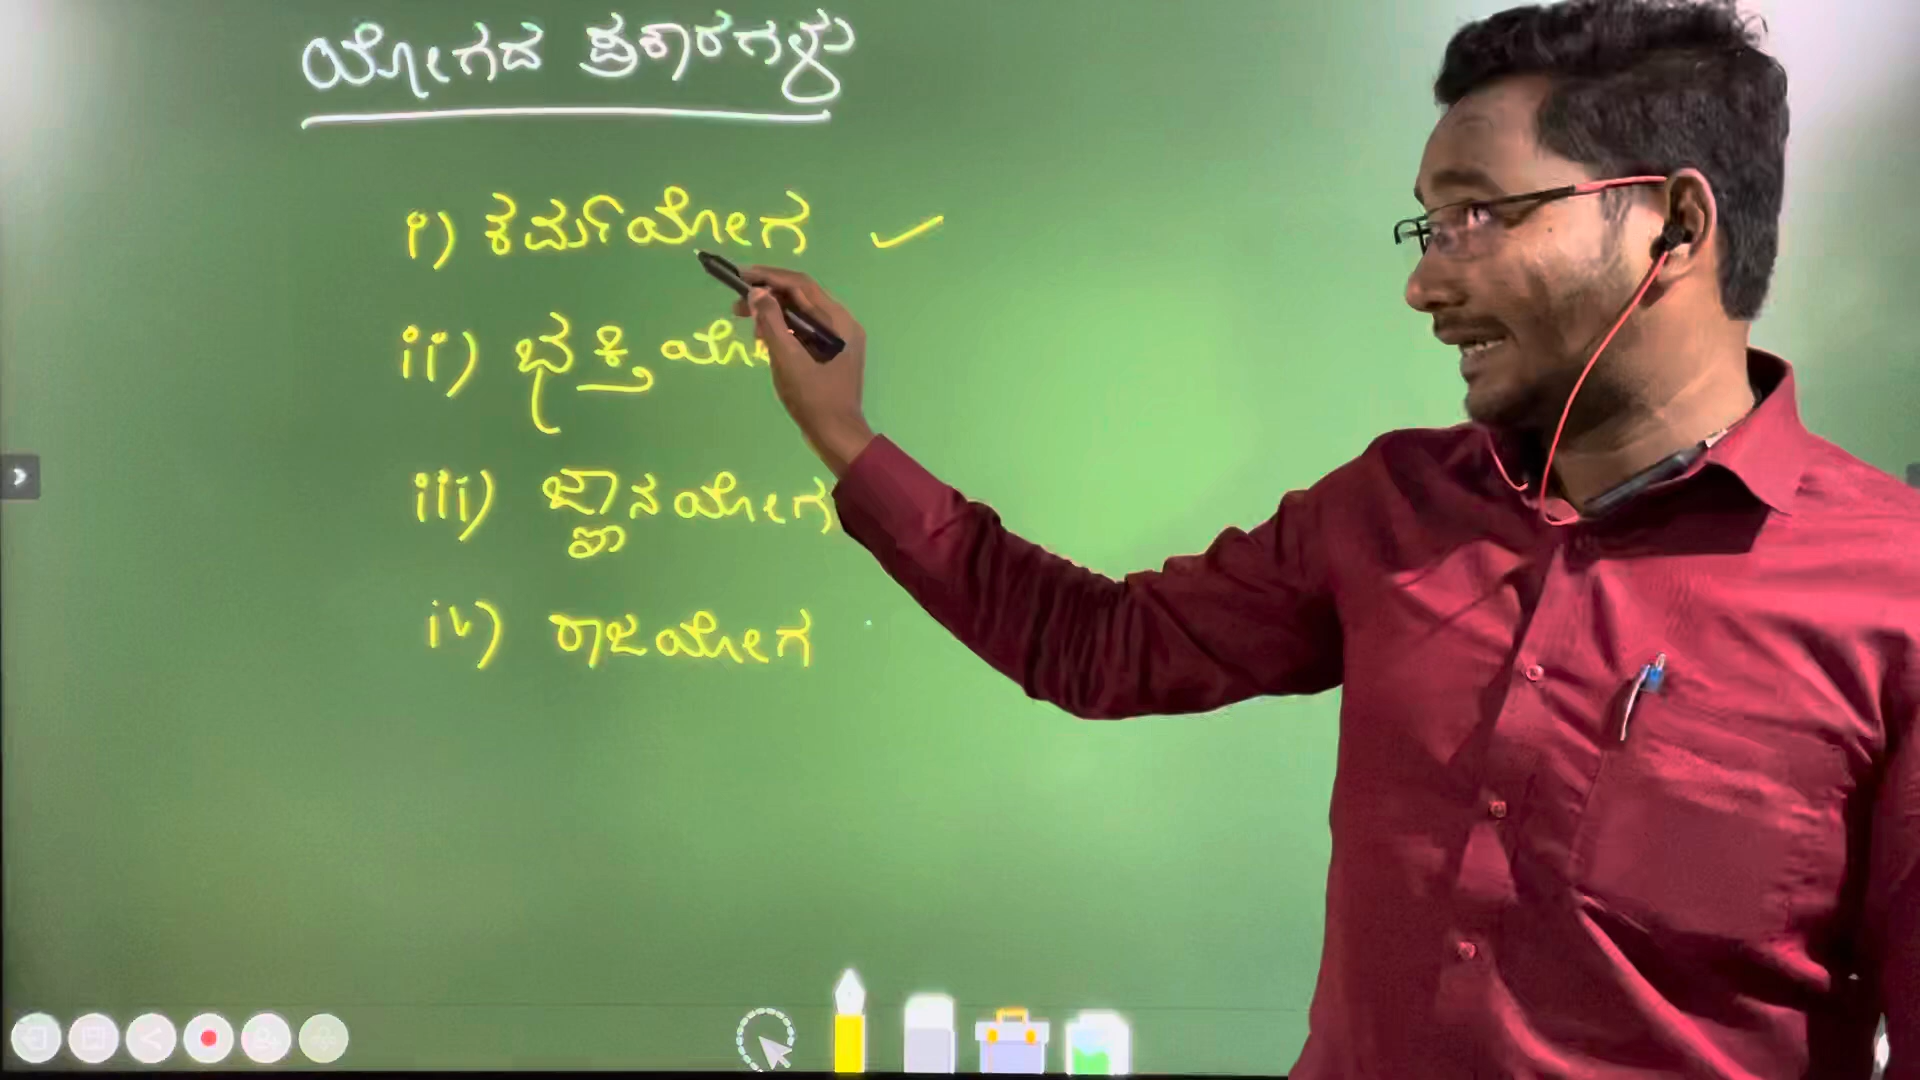 ಯೋಗದ ಪ್ರಕಾರಗಳು
i) ಕರ್ಮಯೋಗ ✓
ii) ಭಕ್ತಿ ಯೋ
iii) ಜ್ಞಾನಯೋಗ
iv) ರಾಜಯೋಗ